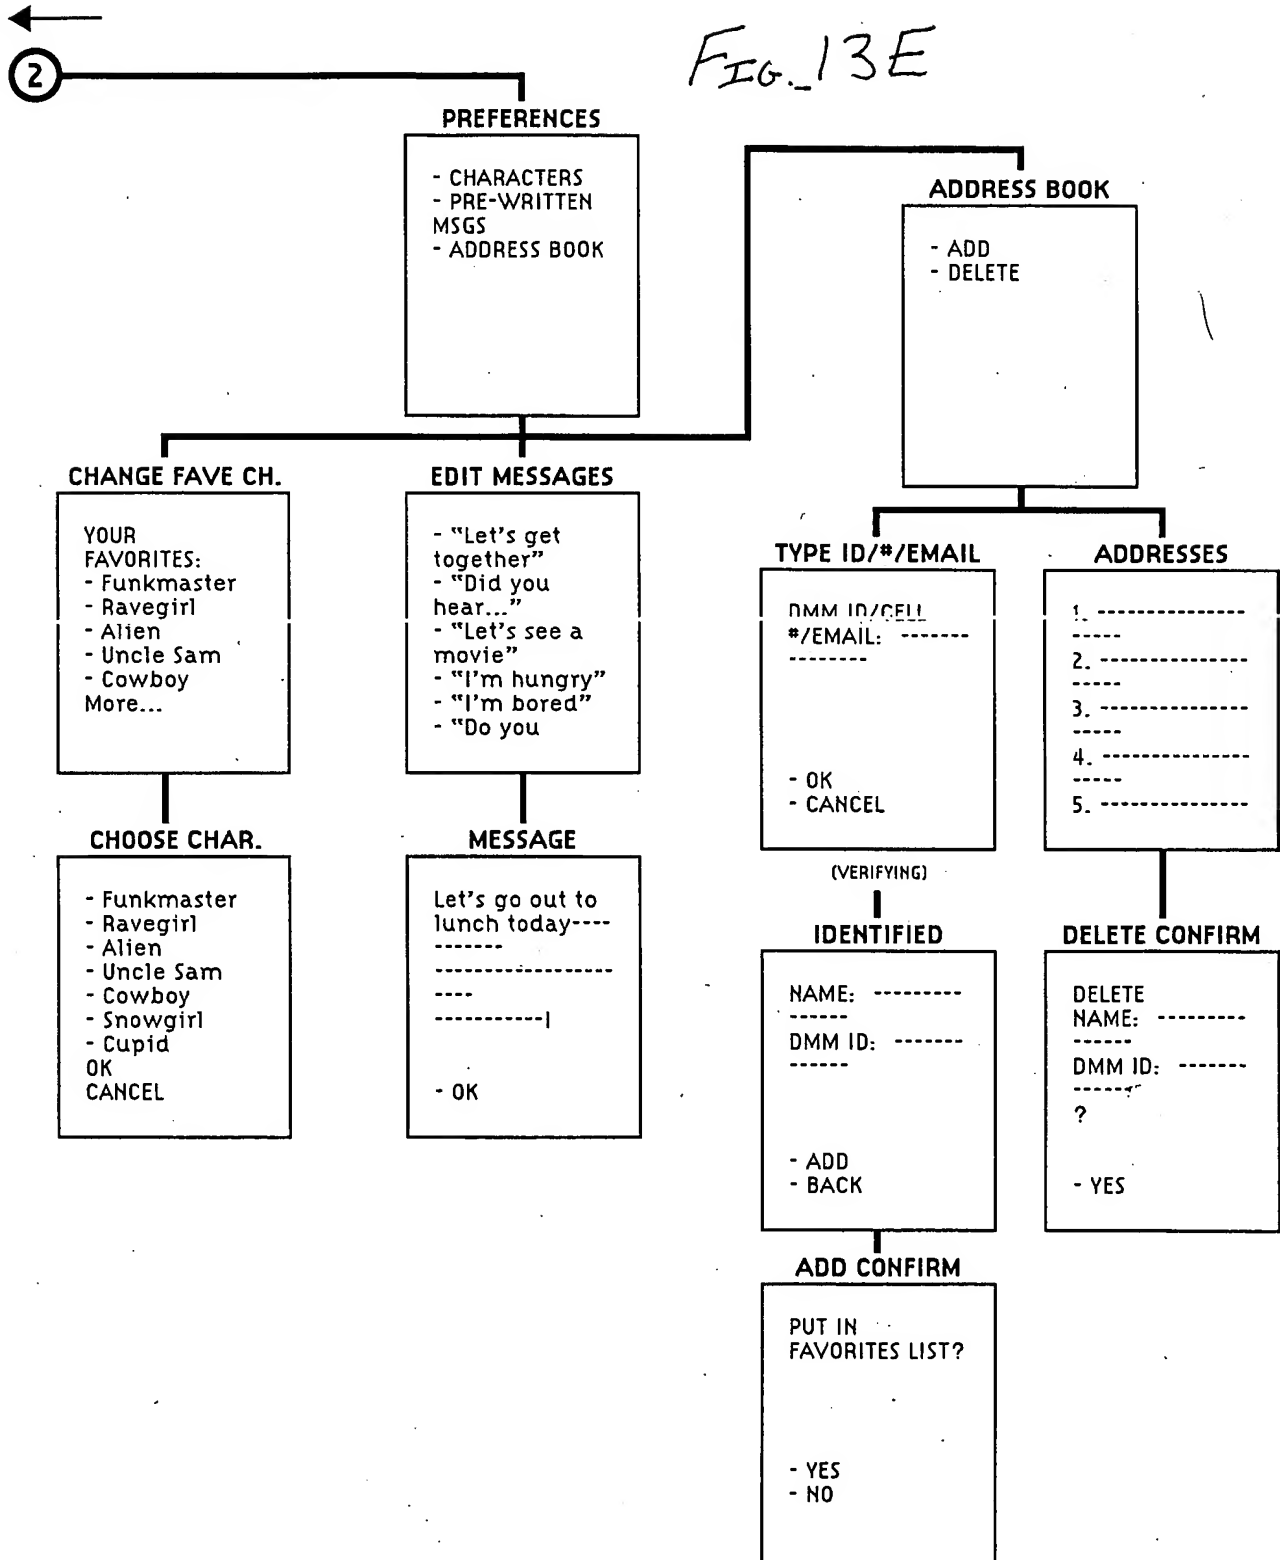 FIG. 13E
2
PREFERENCES
- CHARACTERS
- PRE-WRITTEN
MSGS
- ADDRESS BOOK
ADDRESS BOOK
- ADD
- DELETE
CHANGE FAVE CH.
YOUR
FAVORITES:
- Funkmaster
- Ravegirl
- Alien
- Uncle Sam
- Cowboy
More...
EDIT MESSAGES
- "Let's get
together"
- "Did you
hear..."
- "Let's see a
movie"
- "I'm hungry"
- "I'm bored"
- "Do you
TYPE ID/#/EMAIL
DMM ID/CELL
#/EMAIL: -------
--------
- OK
- CANCEL
ADDRESSES
1. ---------------
-----
2. ---------------
-----
3. ---------------
-----
4. ---------------
-----
5. ---------------
CHOOSE CHAR.
- Funkmaster
- Ravegirl
- Alien
- Uncle Sam
- Cowboy
- Snowgirl
- Cupid
OK
CANCEL
MESSAGE
Let's go out to
lunch today----
-------
------------------
----
-----------|
- OK
(VERIFYING)
IDENTIFIED
NAME: ---------
------
DMM ID: -------
------
- ADD
- BACK
DELETE CONFIRM
DELETE
NAME: ---------
------
DMM ID: -------
------
?
- YES
ADD CONFIRM
PUT IN
FAVORITES LIST?
- YES
- NO